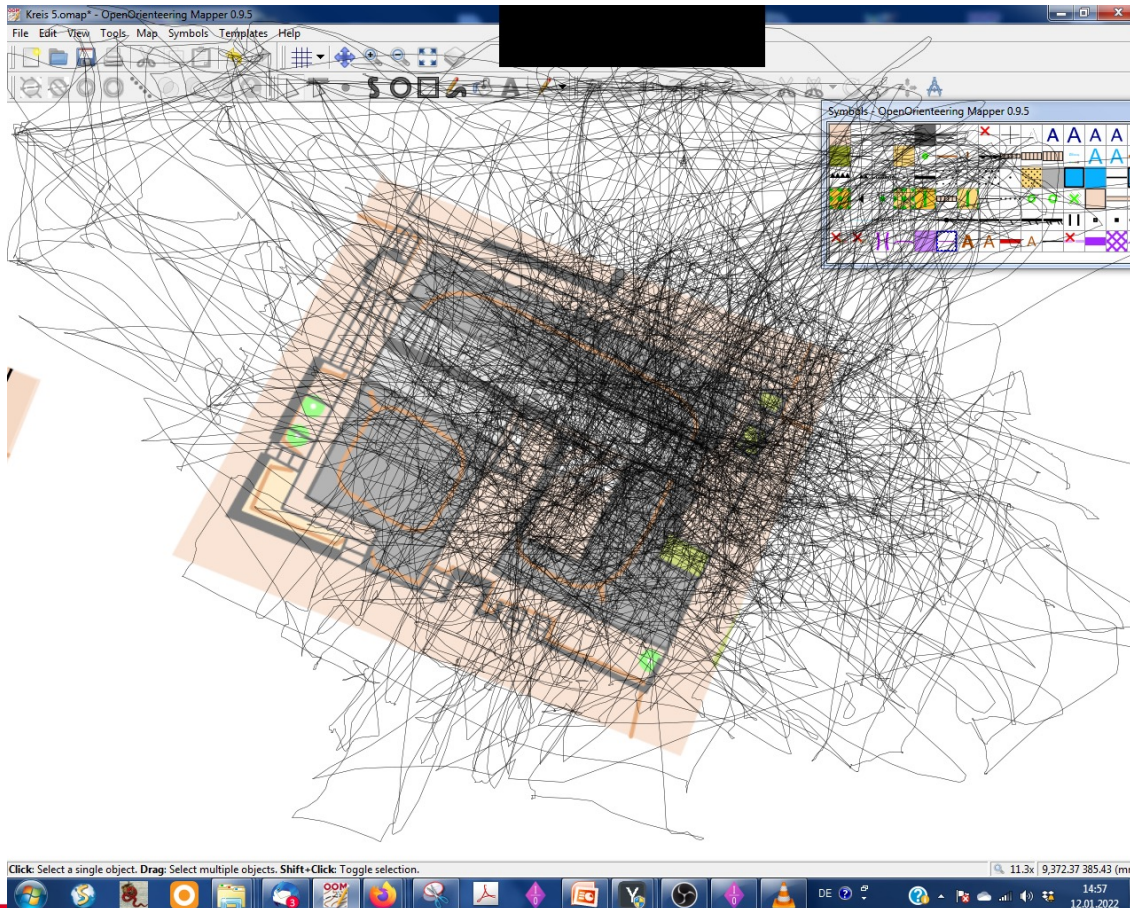 Kreis 5.omap* - OpenOrienteering Mapper 0.9.5
File Edit View Tools Map Symbols Templates Help
Symbols - OpenOrienteering Mapper 0.9.5
A A A A
A A
A A A
Click: Select a single object. Drag: Select multiple objects. Shift+Click: Toggle selection.
11.3x 9,372.37 385.43 (mm
OOM
DE
14:57
12.01.2022